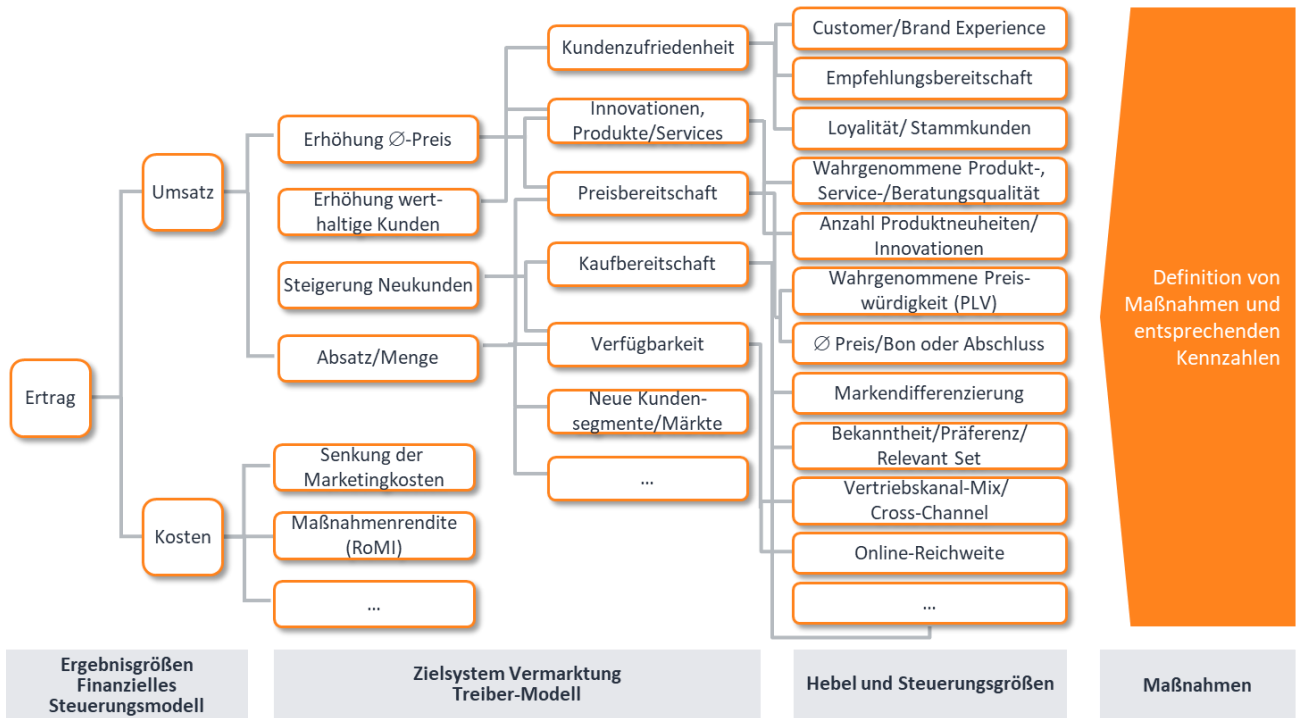 Ertrag
Umsatz
Kosten
Erhöhung Ø-Preis
Erhöhung wert-
haltige Kunden
Steigerung Neukunden
Absatz/Menge
Senkung der
Marketingkosten
Maßnahmenrendite
(RoMI)
...
Kundenzufriedenheit
Innovationen,
Produkte/Services
Preisbereitschaft
Kaufbereitschaft
Verfügbarkeit
Neue Kunden-
segmente/Märkte
...
Customer/Brand Experience
Empfehlungsbereitschaft
Loyalität/ Stammkunden
Wahrgenommene Produkt-,
Service-/Beratungsqualität
Anzahl Produktneuheiten/
Innovationen
Wahrgenommene Preis-
würdigkeit (PLV)
Ø Preis/Bon oder Abschluss
Markendifferenzierung
Bekanntheit/Präferenz/
Relevant Set
Vertriebskanal-Mix/
Cross-Channel
Online-Reichweite
...
Definition von
Maßnahmen und
entsprechenden
Kennzahlen
Ergebnisgrößen
Finanzielles
Steuerungsmodell
Zielsystem Vermarktung
Treiber-Modell
Hebel und Steuerungsgrößen
Maßnahmen